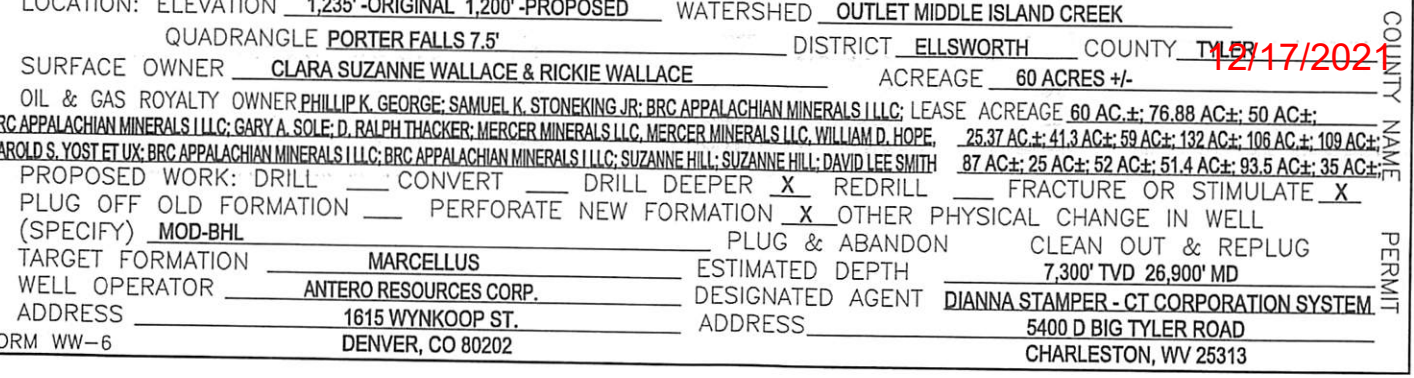 LOCATION: ELEVATION 1,235' -ORIGINAL 1,200' -PROPOSED WATERSHED OUTLET MIDDLE ISLAND CREEK
QUADRANGLE PORTER FALLS 7.5' DISTRICT ELLSWORTH COUNTY TYLER
12/17/2021
SURFACE OWNER CLARA SUZANNE WALLACE & RICKIE WALLACE ACREAGE 60 ACRES +/-
OIL & GAS ROYALTY OWNER PHILLIP K. GEORGE; SAMUEL K. STONEKING JR; BRC APPALACHIAN MINERALS I LLC; LEASE ACREAGE 60 AC.±; 76.88 AC±; 50 AC±;
RC APPALACHIAN MINERALS I LLC; GARY A. SOLE; D. RALPH THACKER; MERCER MINERALS LLC, MERCER MINERALS LLC, WILLIAM D. HOPE, 25.37 AC.±; 41.3 AC±; 59 AC±; 132 AC±; 106 AC.±; 109 AC±;
AROLD S. YOST ET UX; BRC APPALACHIAN MINERALS I LLC; BRC APPALACHIAN MINERALS I LLC; SUZANNE HILL; SUZANNE HILL; DAVID LEE SMITH 87 AC±; 25 AC±; 52 AC±; 51.4 AC±; 93.5 AC±; 35 AC±;
PROPOSED WORK: DRILL ___ CONVERT ___ DRILL DEEPER X REDRILL ___ FRACTURE OR STIMULATE X
PLUG OFF OLD FORMATION ___ PERFORATE NEW FORMATION X OTHER PHYSICAL CHANGE IN WELL
(SPECIFY) MOD-BHL PLUG & ABANDON CLEAN OUT & REPLUG
TARGET FORMATION MARCELLUS ESTIMATED DEPTH 7,300' TVD 26,900' MD
WELL OPERATOR ANTERO RESOURCES CORP. DESIGNATED AGENT DIANNA STAMPER - CT CORPORATION SYSTEM
ADDRESS 1615 WYNKOOP ST. ADDRESS 5400 D BIG TYLER ROAD
ORM WW-6 DENVER, CO 80202 CHARLESTON, WV 25313
COUNTY NAME
PERMIT